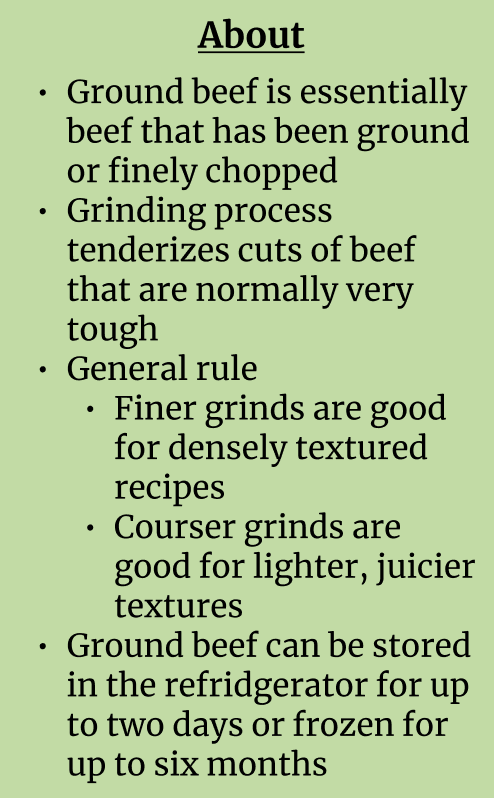 About
• Ground beef is essentially
beef that has been ground
or finely chopped
• Grinding process
tenderizes cuts of beef
that are normally very
tough
• General rule
• Finer grinds are good
for densely textured
recipes
• Courser grinds are
good for lighter, juicier
textures
• Ground beef can be stored
in the refridgerator for up
to two days or frozen for
up to six months